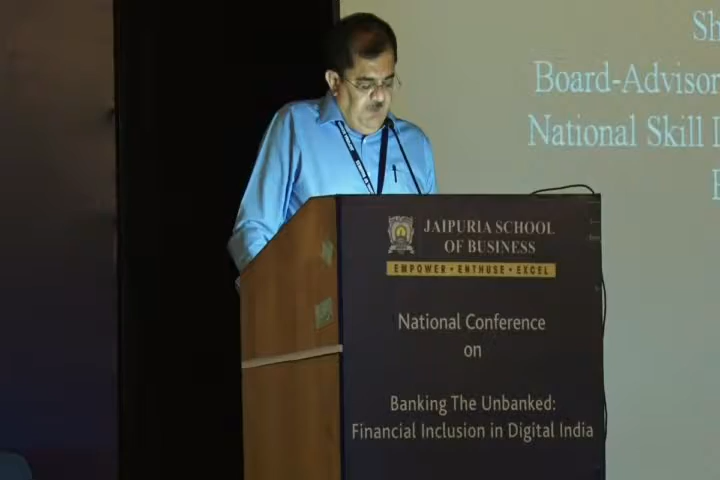 Sh
Board-Advisor
National Skill
JAIPURIA SCHOOL
OF BUSINESS
EMPOWER • ENTHUSE • EXCEL
National Conference
on
Banking The Unbanked:
Financial Inclusion in Digital India